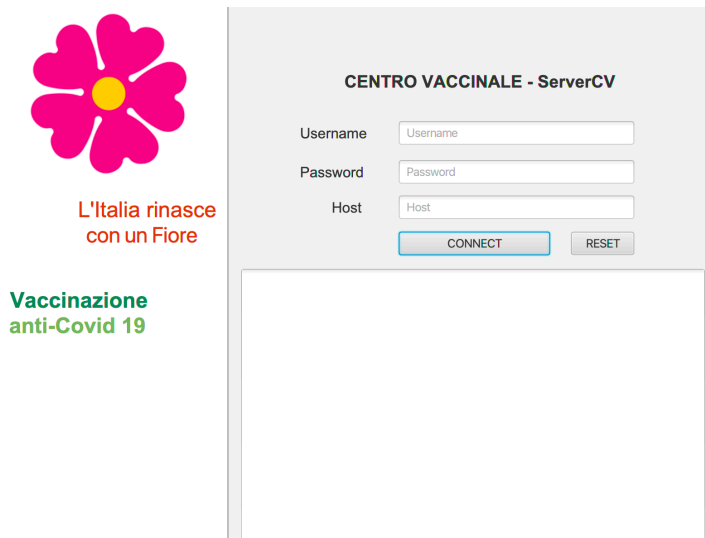 L'Italia rinasce
con un Fiore
Vaccinazione
anti-Covid 19
CENTRO VACCINALE - ServerCV
Username Username
Password Password
Host Host
CONNECT RESET